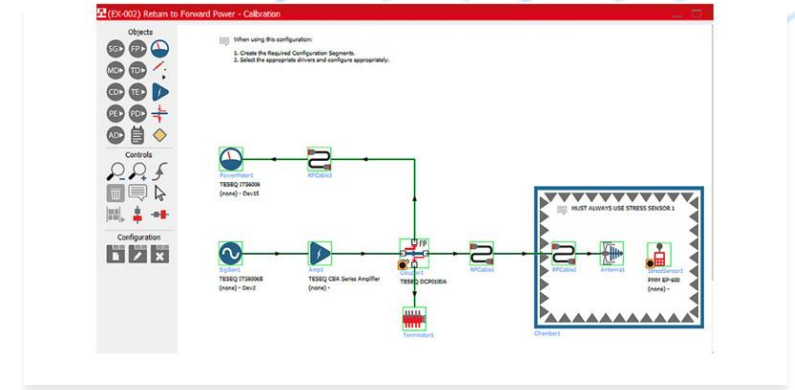 (EX-002) Return to Forward Power - Calibration
Objects
SG FP
MD TD
CD TE
PE PD
AD
Controls
Configuration
When using this configuration:
1. Create the Required Configuration Segments.
2. Select the appropriate drivers and configure appropriately.
PowerMeter1
TESEQ ITS6006
(none) - Dev15
RFCable3
MUST ALWAYS USE STRESS SENSOR 1
FP
SigGen1
TESEQ ITS6006B
(none) - Dev2
Amp1
TESEQ CBA Series Amplifier
(none) -
Coupler1
TESEQ DCP0100A
RFCable1
RFCable2
Antenna1
StressSensor1
PMM EP-600
(none) -
Terminator1
Chamber1